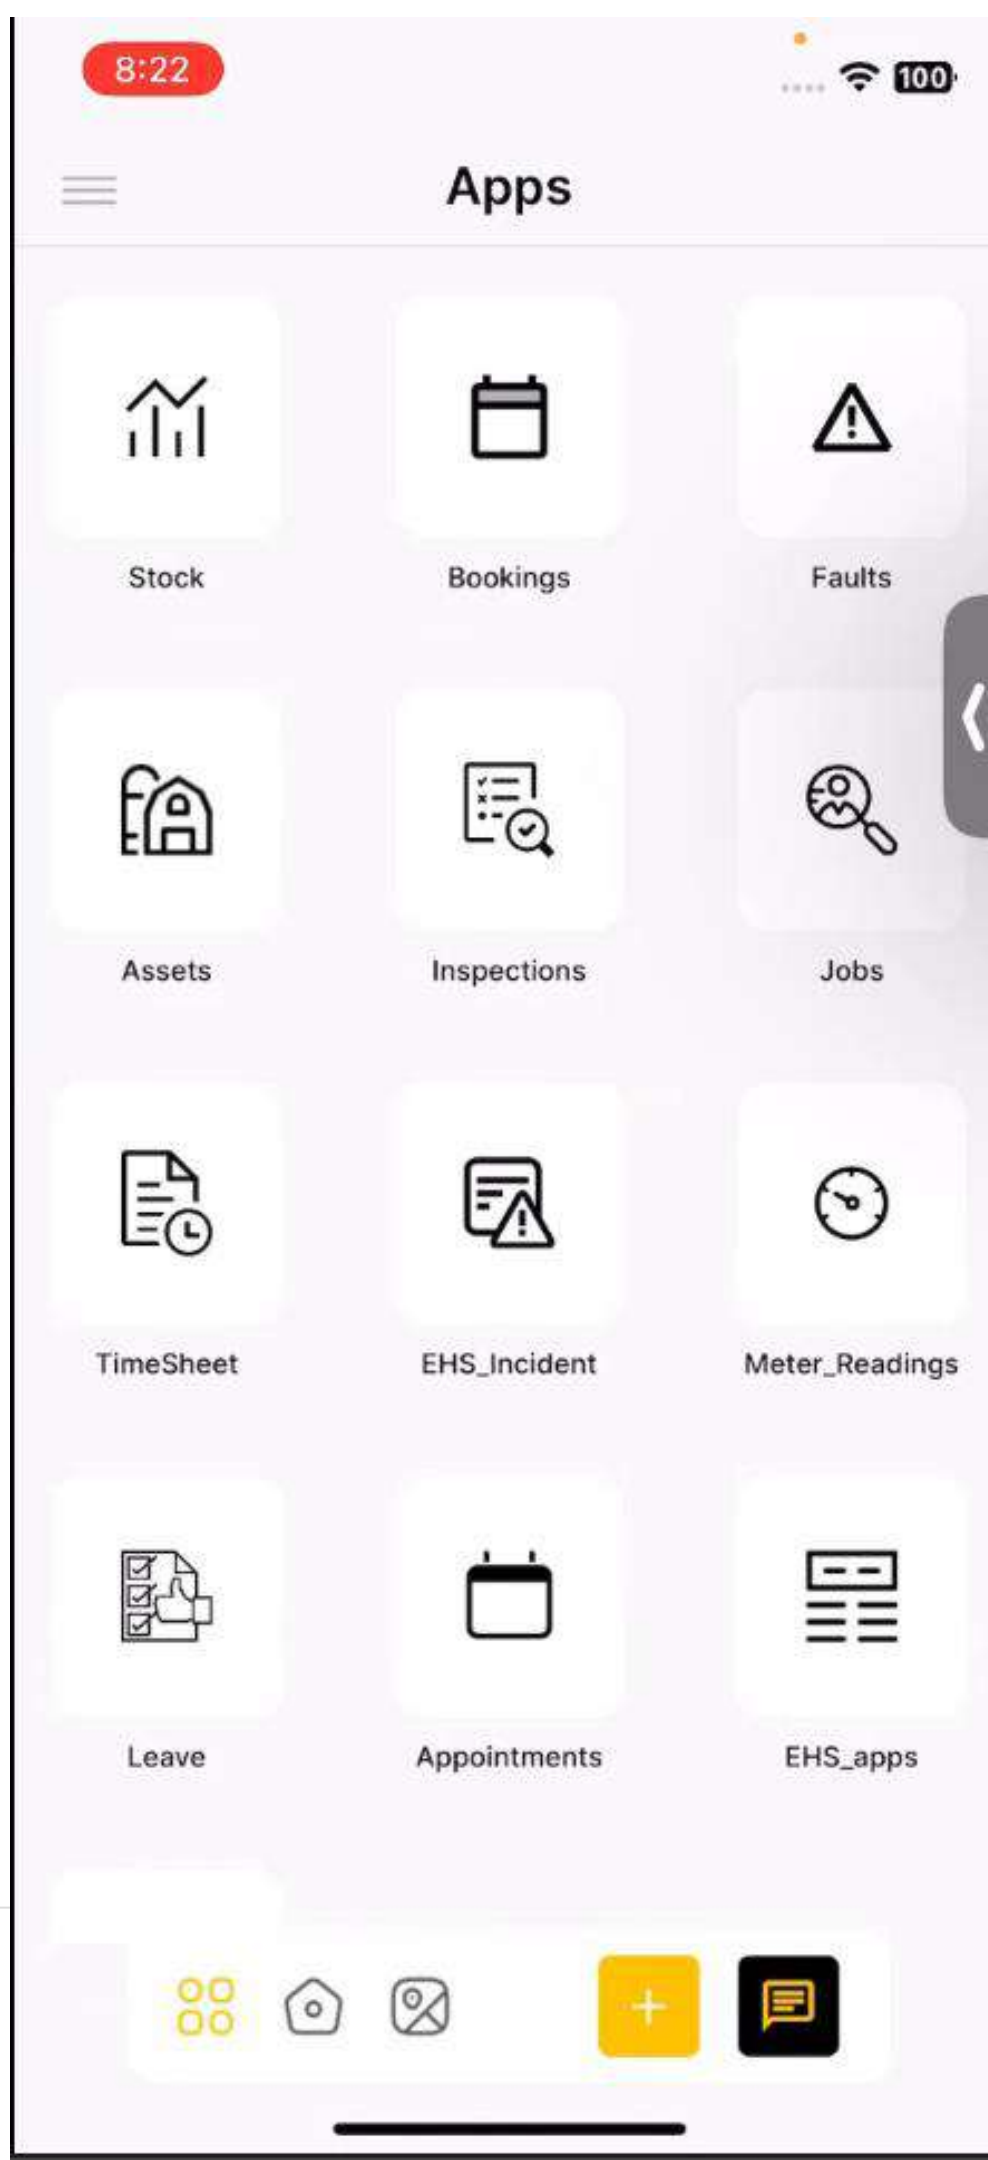 8:22
100
Apps
Stock
Bookings
Faults
Assets
Inspections
Jobs
TimeSheet
EHS_Incident
Meter_Readings
Leave
Appointments
EHS_apps